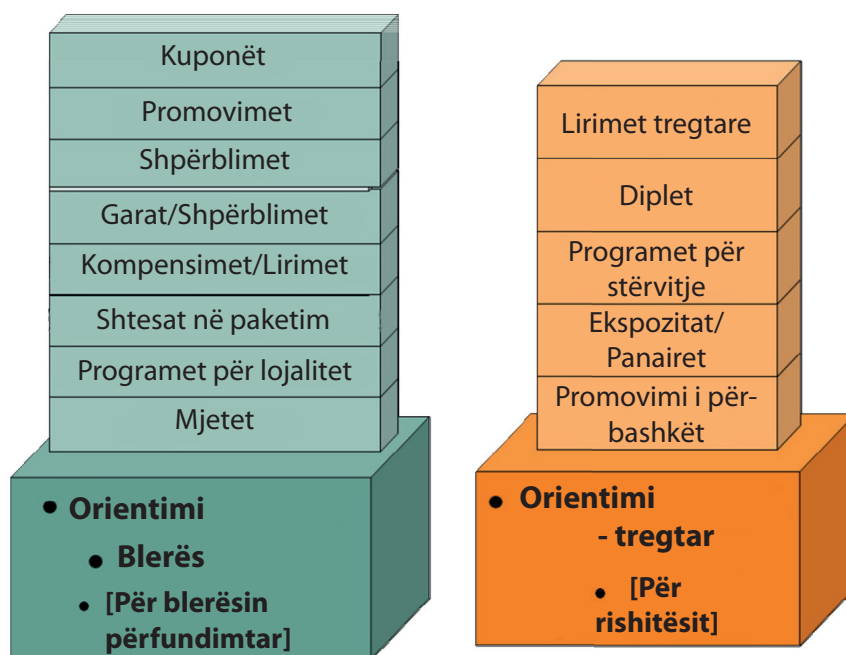 Kuponët
Promovimet
Shpërblimet
Garat/Shpërblimet
Kompensimet/Lirimet
Shtesat në paketim
Programet për lojalitet
Mjetet
• Orientimi
• Blerës
• [Për blerësin
përfundimtar]
Lirimet tregtare
Diplet
Programet për
stërvitje
Ekspozitat/
Panairet
Promovimi i për-
bashkët
• Orientimi
- tregtar
• [Për
rishitësit]